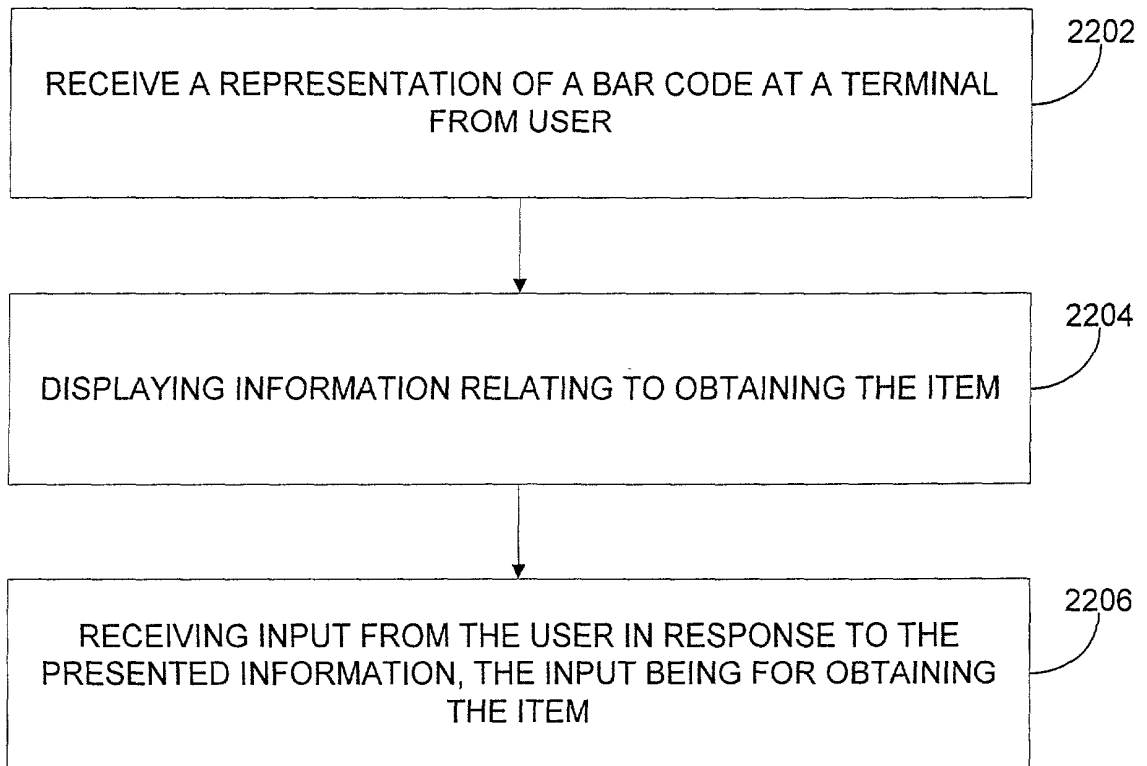 2202
RECEIVE A REPRESENTATION OF A BAR CODE AT A TERMINAL
FROM USER
2204
DISPLAYING INFORMATION RELATING TO OBTAINING THE ITEM
2206
RECEIVING INPUT FROM THE USER IN RESPONSE TO THE
PRESENTED INFORMATION, THE INPUT BEING FOR OBTAINING
THE ITEM